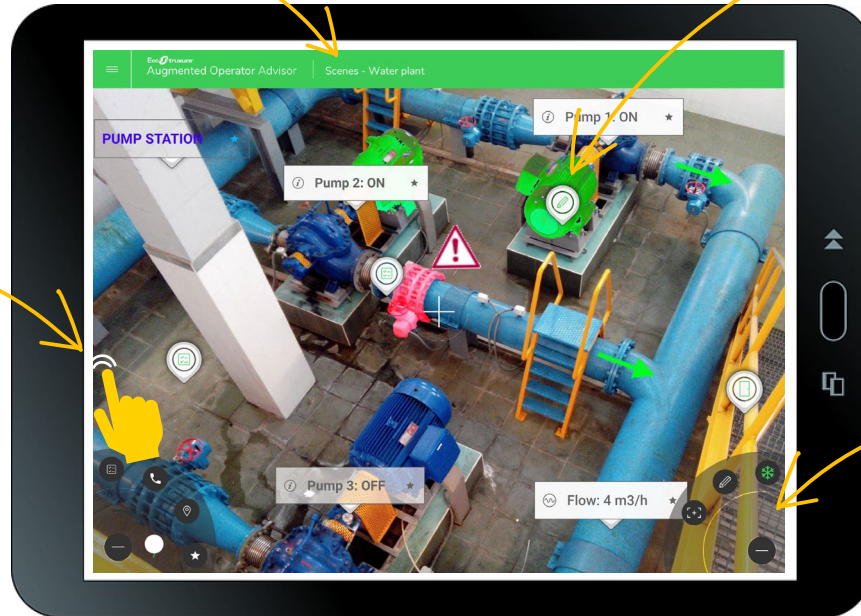 EcoStruxure
Augmented Operator Advisor
Scenes - Water plant
PUMP STATION
Pump 1: ON
Pump 2: ON
Pump 3: OFF
Flow: 4 m3/h